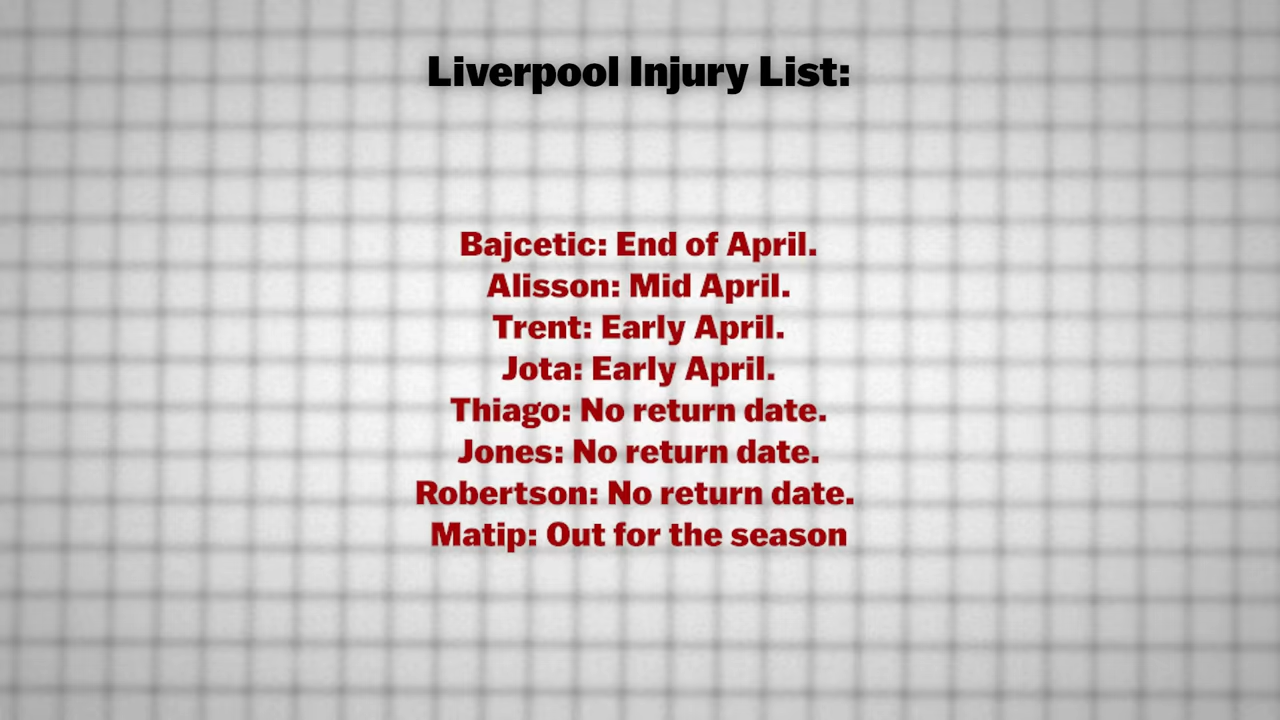 Liverpool Injury List:
Bajcetic: End of April.
Alisson: Mid April.
Trent: Early April.
Jota: Early April.
Thiago: No return date.
Jones: No return date.
Robertson: No return date.
Matip: Out for the season